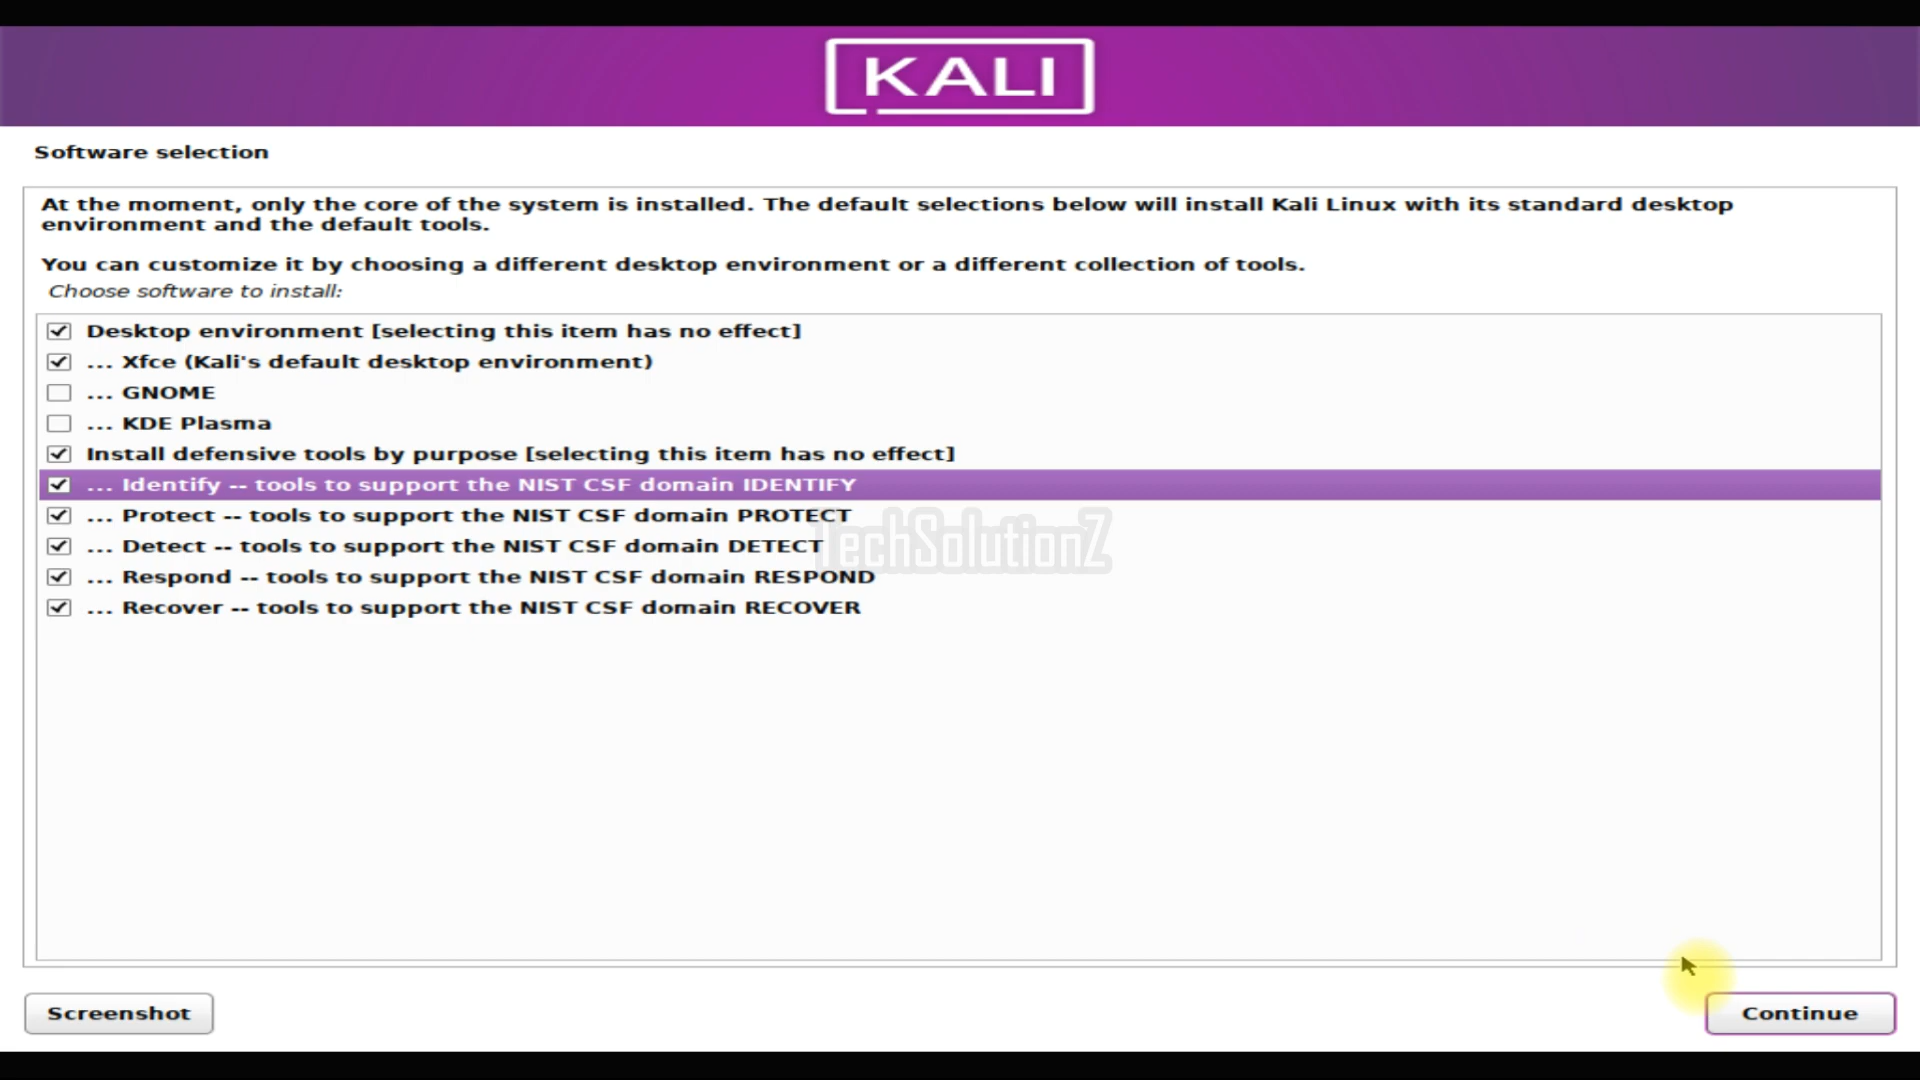 KALI
Software selection
At the moment, only the core of the system is installed. The default selections below will install Kali Linux with its standard desktop
environment and the default tools.
You can customize it by choosing a different desktop environment or a different collection of tools.
Choose software to install:
Desktop environment [selecting this item has no effect]
... Xfce (Kali's default desktop environment)
... GNOME
... KDE Plasma
Install defensive tools by purpose [selecting this item has no effect]
... Identify -- tools to support the NIST CSF domain IDENTIFY
... Protect -- tools to support the NIST CSF domain PROTECT
... Detect -- tools to support the NIST CSF domain DETECT
TechSolutionZ
... Respond -- tools to support the NIST CSF domain RESPOND
... Recover -- tools to support the NIST CSF domain RECOVER
Screenshot
Continue